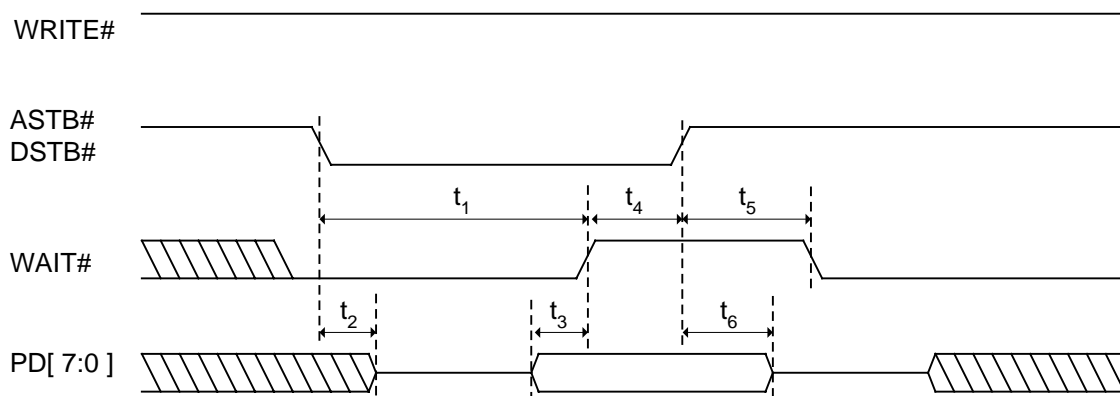 WRITE#
ASTB#
DSTB#
t1 t4 t5
WAIT#
t2 t3 t6
PD[ 7:0 ]